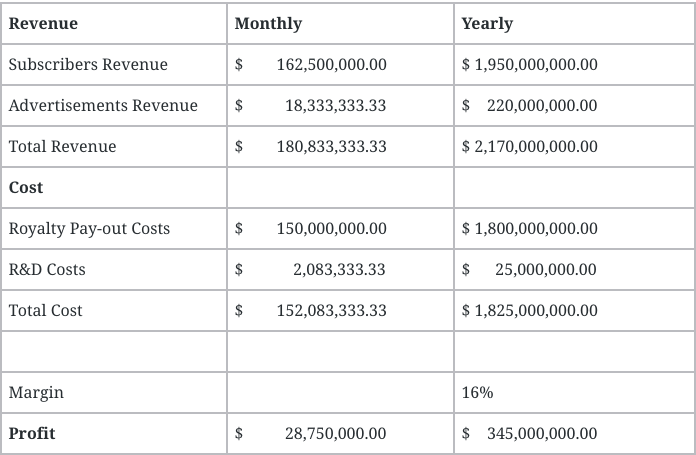 Revenue Monthly Yearly
Subscribers Revenue $ 162,500,000.00 $ 1,950,000,000.00
Advertisements Revenue $ 18,333,333.33 $ 220,000,000.00
Total Revenue $ 180,833,333.33 $ 2,170,000,000.00
Cost
Royalty Pay-out Costs $ 150,000,000.00 $ 1,800,000,000.00
R&D Costs $ 2,083,333.33 $ 25,000,000.00
Total Cost $ 152,083,333.33 $ 1,825,000,000.00
Margin 16%
Profit $ 28,750,000.00 $ 345,000,000.00